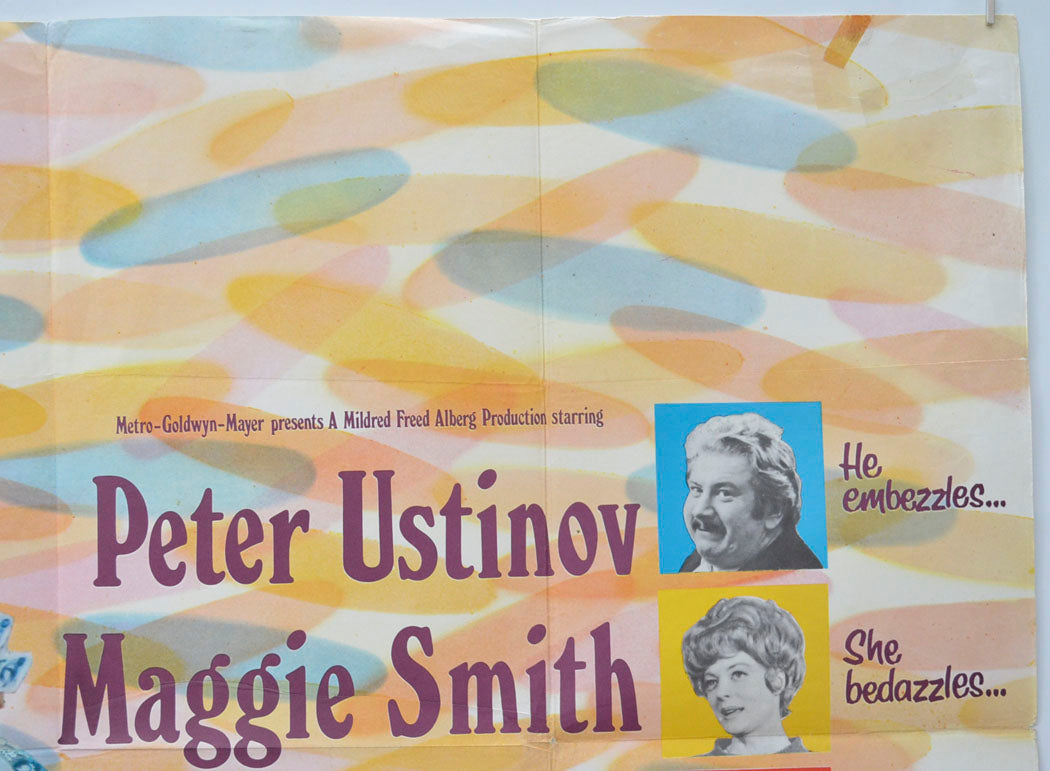 Metro-Goldwyn-Mayer presents A Mildred Freed Alberg Production starring
Peter Ustinov
He
embezzles...
Maggie Smith
She
bedazzles...